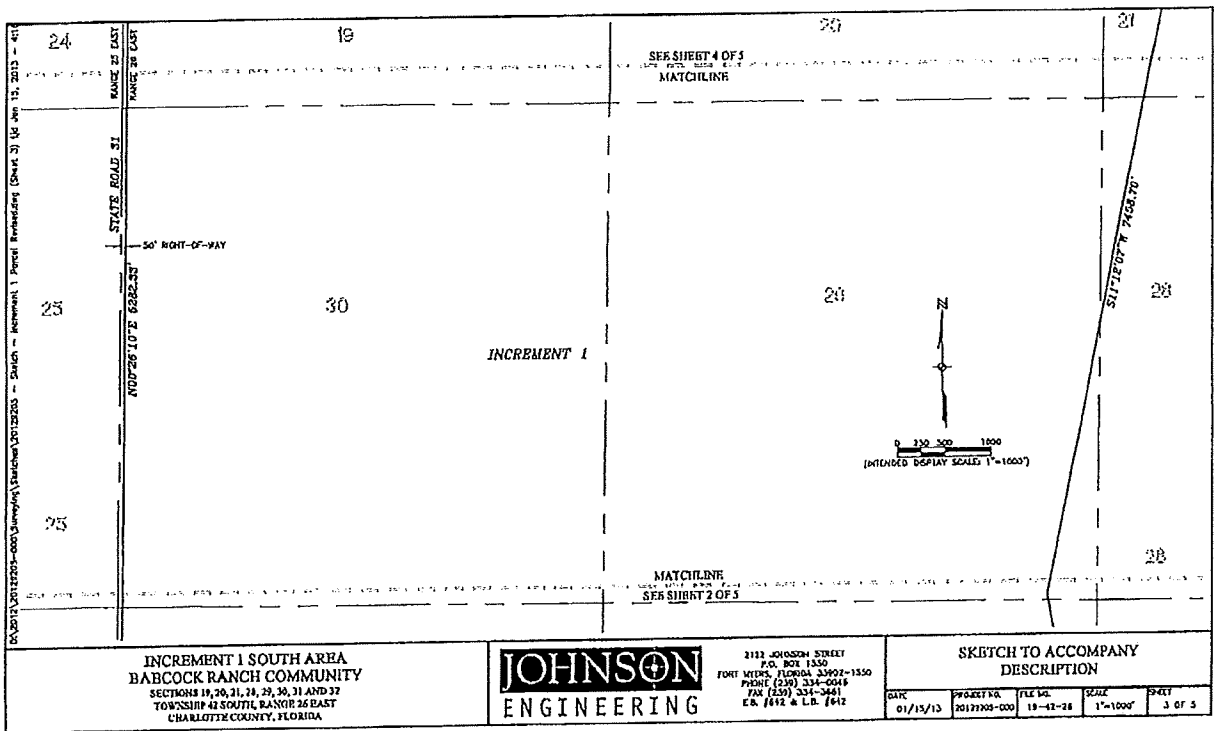 24
19
20
21
RANGE 25 EAST
RANGE 26 EAST
SEE SHEET 4 OF 5
MATCHLINE
STATE ROAD 31
50' RIGHT-OF-WAY
N00°26'10"E 6282.33'
S11°12'07"W 7458.70'
25
30
29
28
INCREMENT 1
N
0 250 500 1000
(INTENDED DISPLAY SCALE: 1"=1000')
25
28
MATCHLINE
SEE SHEET 2 OF 5
INCREMENT 1 SOUTH AREA
BABCOCK RANCH COMMUNITY
SECTIONS 19, 20, 21, 28, 29, 30, 31 AND 32
TOWNSHIP 42 SOUTH, RANGE 26 EAST
CHARLOTTE COUNTY, FLORIDA
JOHNSON
ENGINEERING
2122 JOHNSON STREET
P.O. BOX 1550
FORT MYERS, FLORIDA 33902-1550
PHONE (239) 334-0046
FAX (239) 334-3661
E.B. #642 & L.B. #642
SKETCH TO ACCOMPANY
DESCRIPTION
DATE
01/15/13
PROJECT NO.
20129205-000
FILE NO.
19-42-26
SCALE
1"=1000'
SHEET
3 OF 5